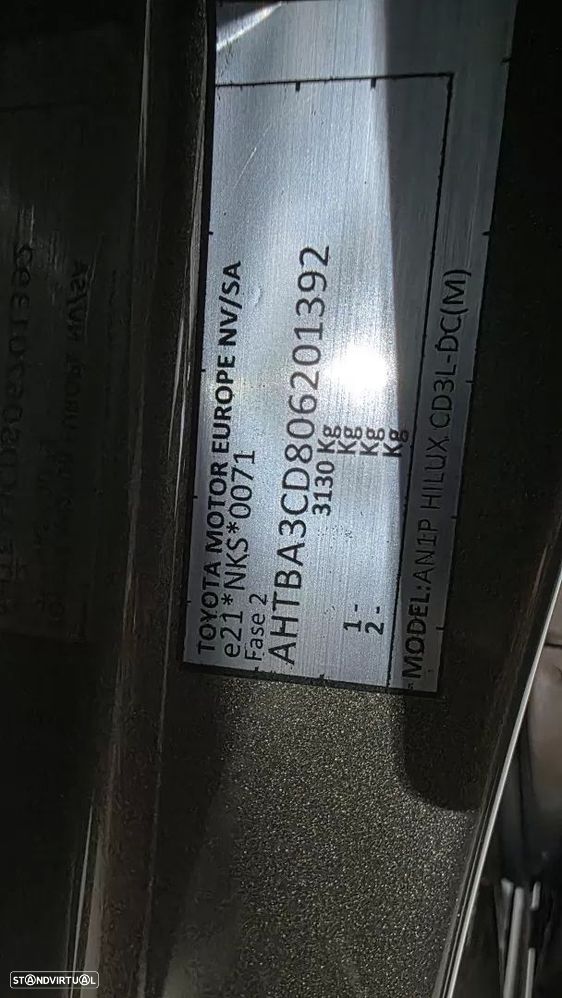 TOYOTA MOTOR EUROPE NV/SA
e21*NKS*0071
Fase 2
AHTBA3CD806201392
3130 Kg
Kg
1 - Kg
2 - Kg
MODEL:AN1P HILUX CD3L-DC(M)
STANDVIRTUAL